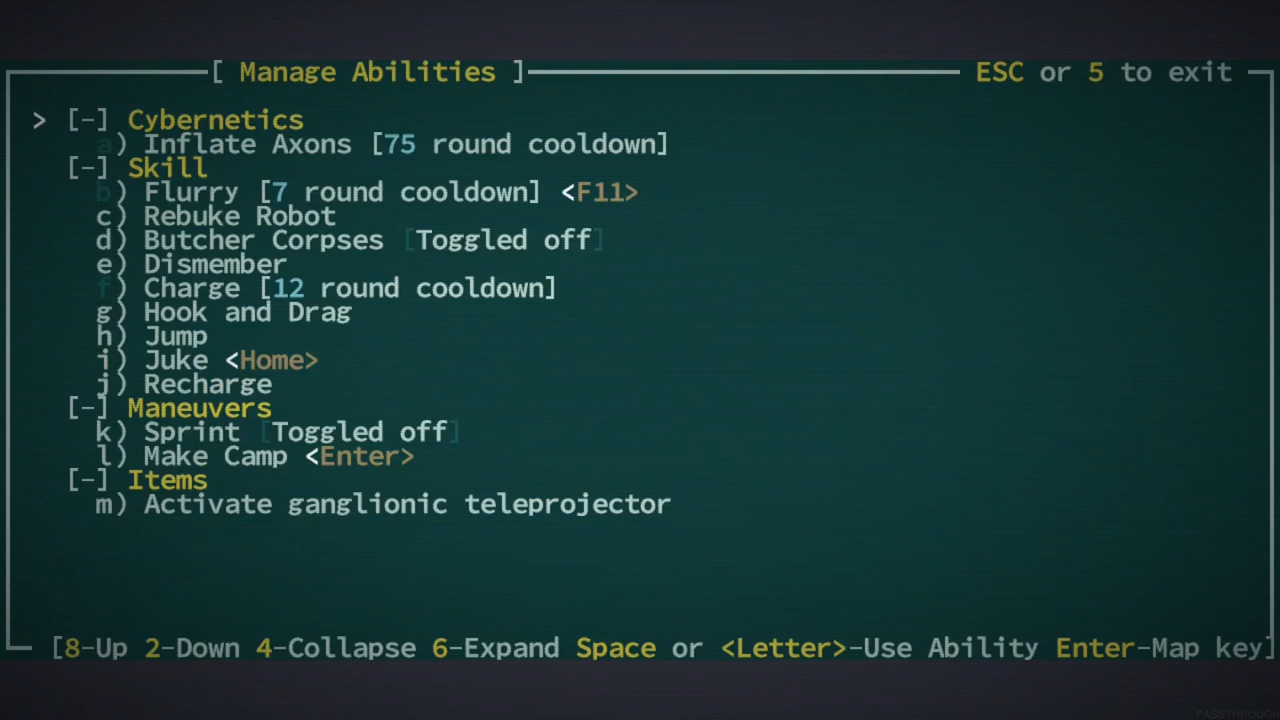 [ Manage Abilities ] ESC or 5 to exit
> [-] Cybernetics
a) Inflate Axons [75 round cooldown]
[-] Skill
b) Flurry [7 round cooldown] <F11>
c) Rebuke Robot
d) Butcher Corpses [Toggled off]
e) Dismember
f) Charge [12 round cooldown]
g) Hook and Drag
h) Jump
i) Juke <Home>
j) Recharge
[-] Maneuvers
k) Sprint [Toggled off]
l) Make Camp <Enter>
[-] Items
m) Activate ganglionic teleprojector
[8-Up 2-Down 4-Collapse 6-Expand Space or <Letter>-Use Ability Enter-Map key]